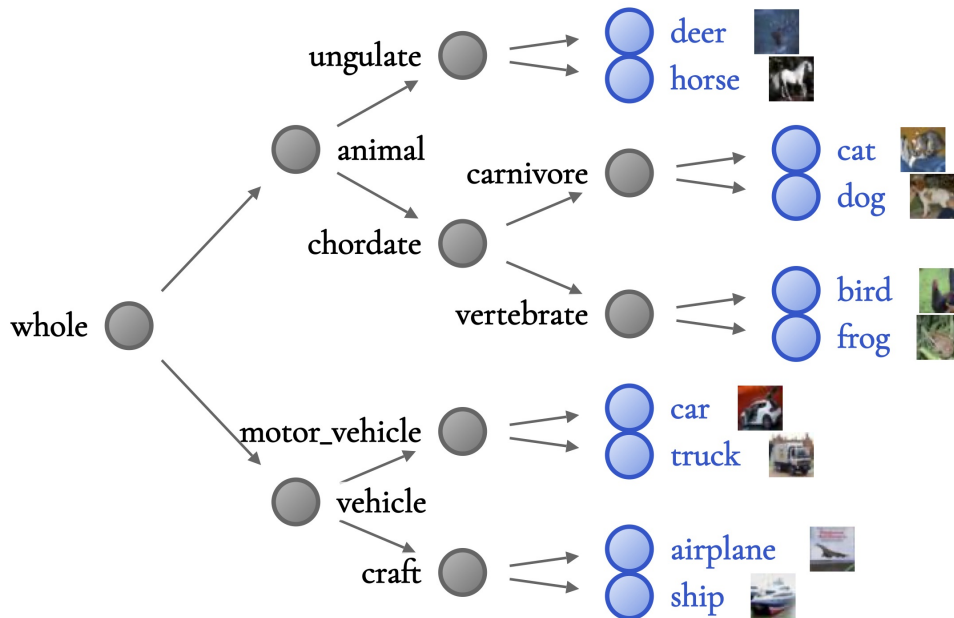 ungulate
deer
horse
animal
carnivore
cat
dog
chordate
vertebrate
bird
frog
whole
motor_vehicle
car
truck
vehicle
craft
airplane
ship